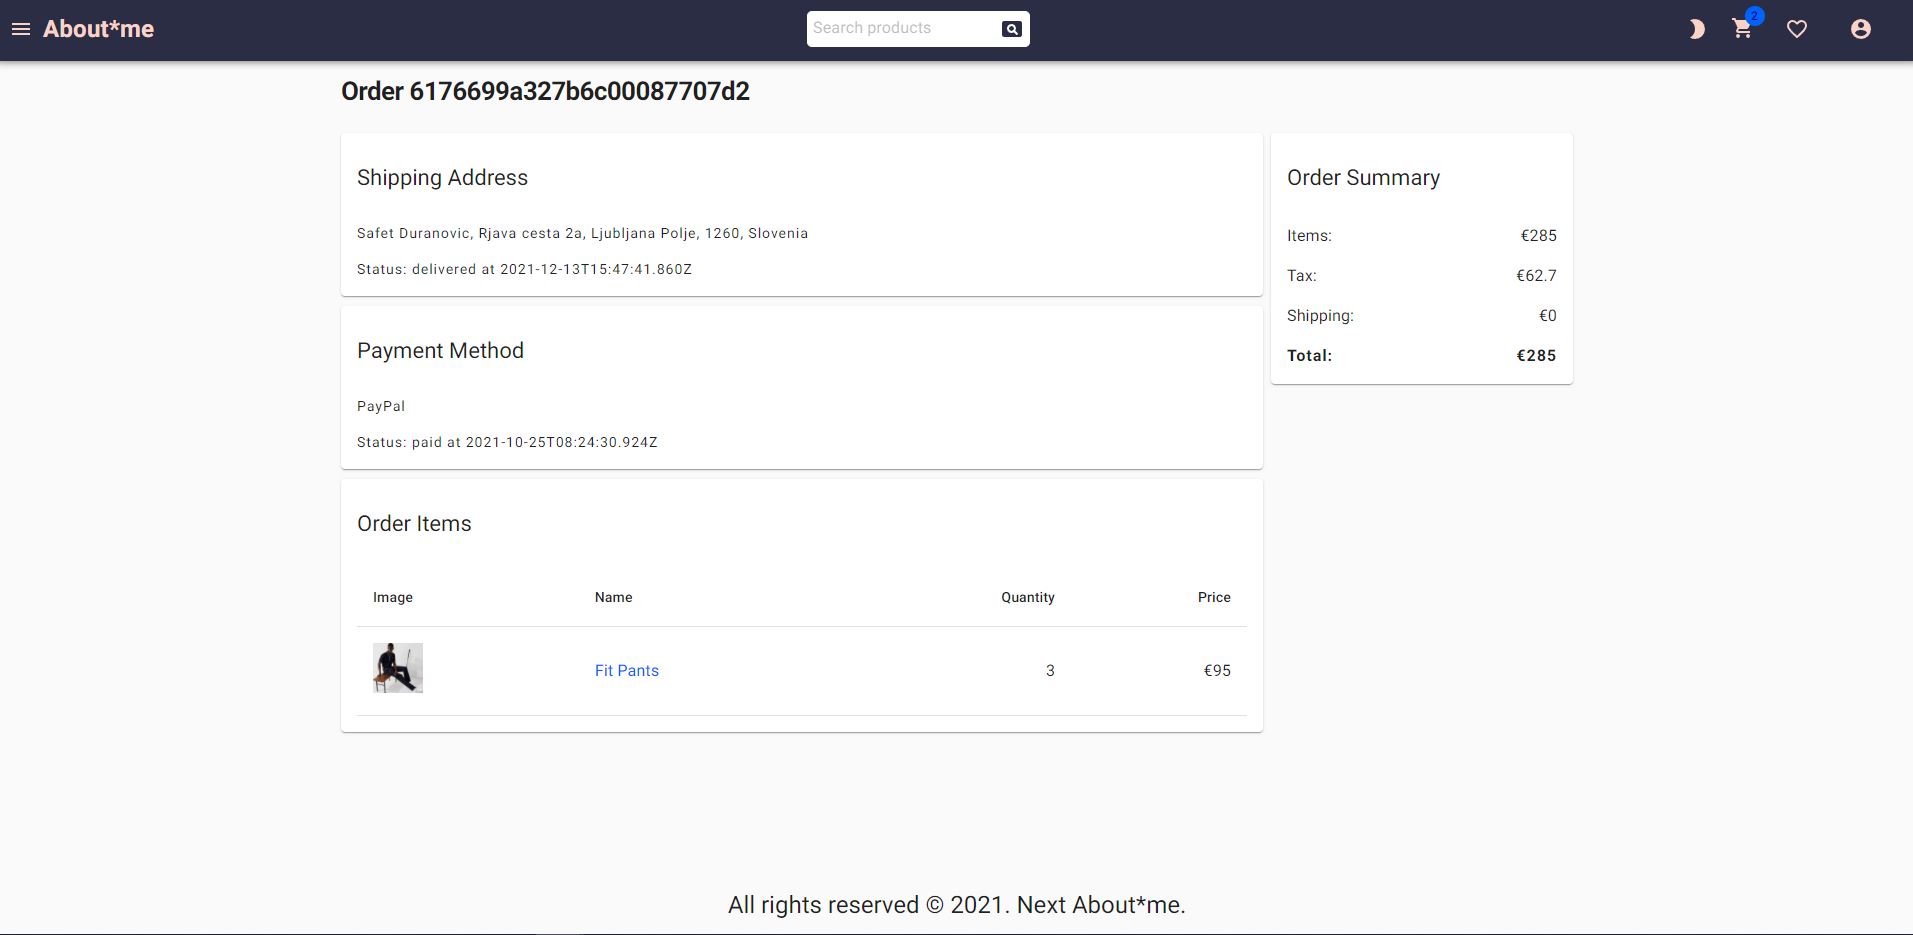 About*me
Search products
2
Order 6176699a327b6c00087707d2
Shipping Address
Safet Duranovic, Rjava cesta 2a, Ljubljana Polje, 1260, Slovenia
Status: delivered at 2021-12-13T15:47:41.860Z
Payment Method
PayPal
Status: paid at 2021-10-25T08:24:30.924Z
Order Items
Image Name Quantity Price
Fit Pants 3 €95
Order Summary
Items: €285
Tax: €62.7
Shipping: €0
Total: €285
All rights reserved © 2021. Next About*me.